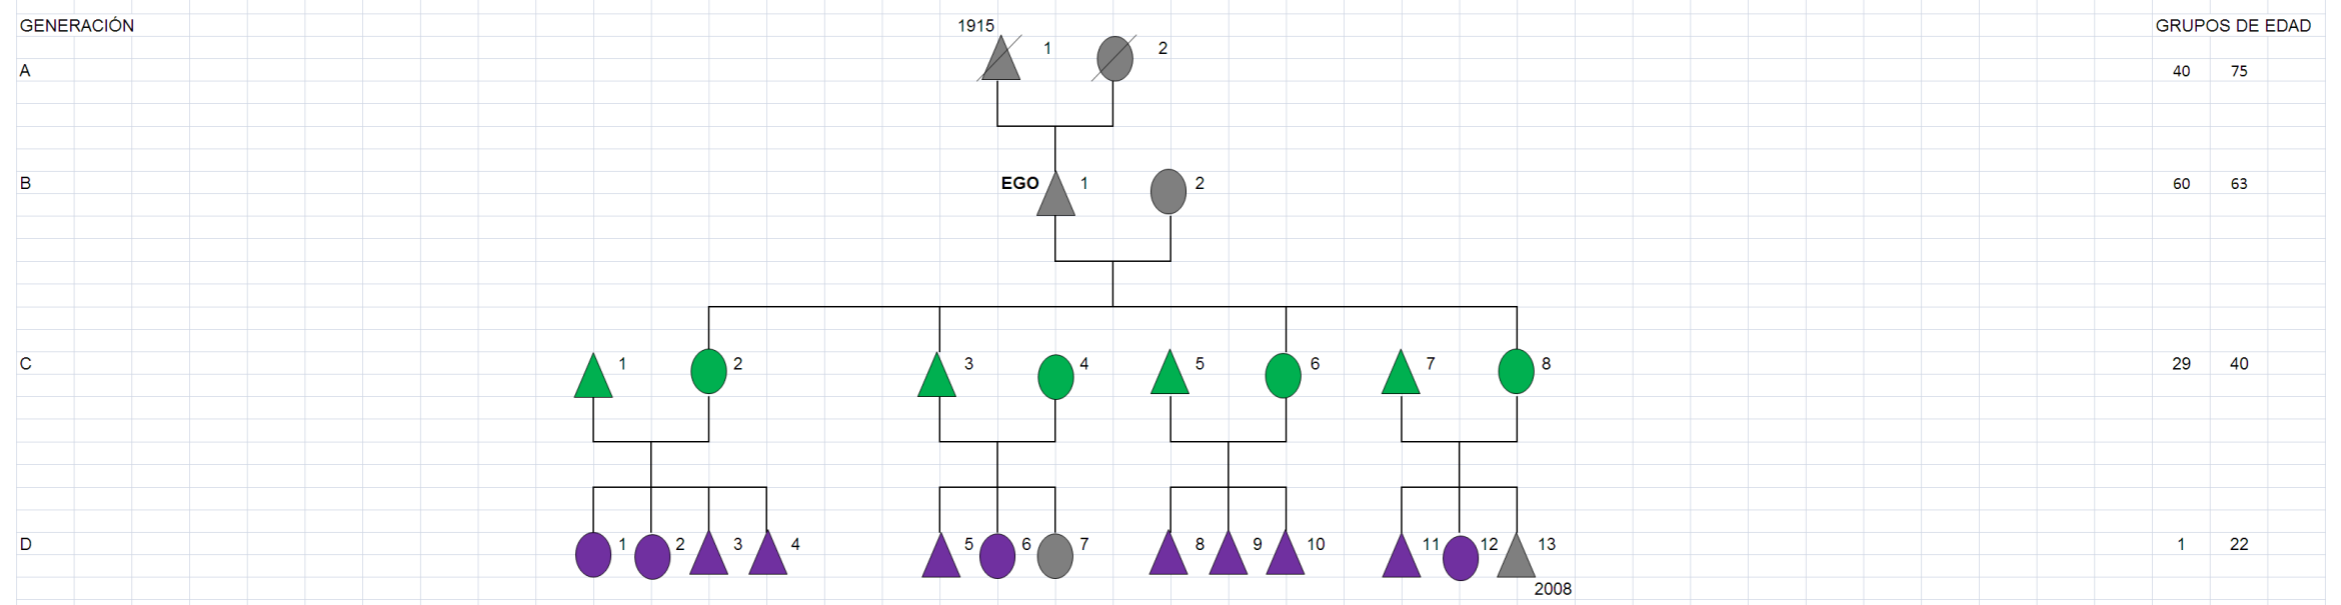 GENERACIÓN 1915 GRUPOS DE EDAD
1 2
A 40 75
B EGO 1 2 60 63
C 1 2 3 4 5 6 7 8 29 40
D 1 2 3 4 5 6 7 8 9 10 11 12 13 1 22
2008